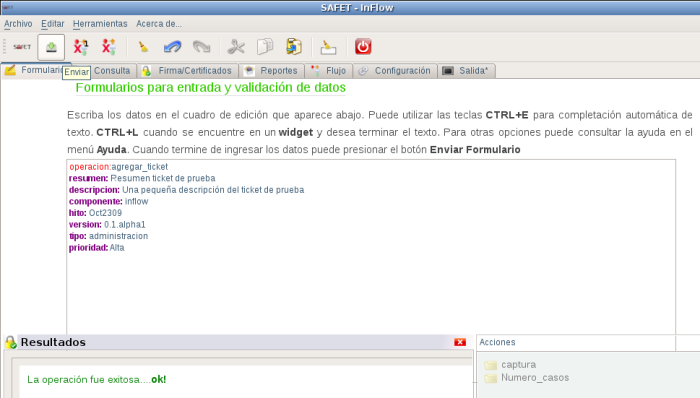 SAFET - InFlow
Archivo Editar Herramientas Acerca de...
SAFET
Formulario Consulta Firma/Certificados Reportes Flujo Configuración Salida*
Enviar
Formularios para entrada y validación de datos
Escriba los datos en el cuadro de edición que aparece abajo. Puede utilizar las teclas CTRL+E para completación automática de
texto. CTRL+L cuando se encuentre en un widget y desea terminar el texto. Para otras opciones puede consultar la ayuda en el
menú Ayuda. Cuando termine de ingresar los datos puede presionar el botón Enviar Formulario
operacion:agregar_ticket
resumen: Pesumen ticket de prueba
descripcion: Una pequeña descripción del ticket de prueba
componente: inflow
hito: Oct2309
version: 0.1.alpha1
tipo: administracion
prioridad: Alta
Resultados
La operación fue exitosa....ok!
Acciones
captura
Numero_casos